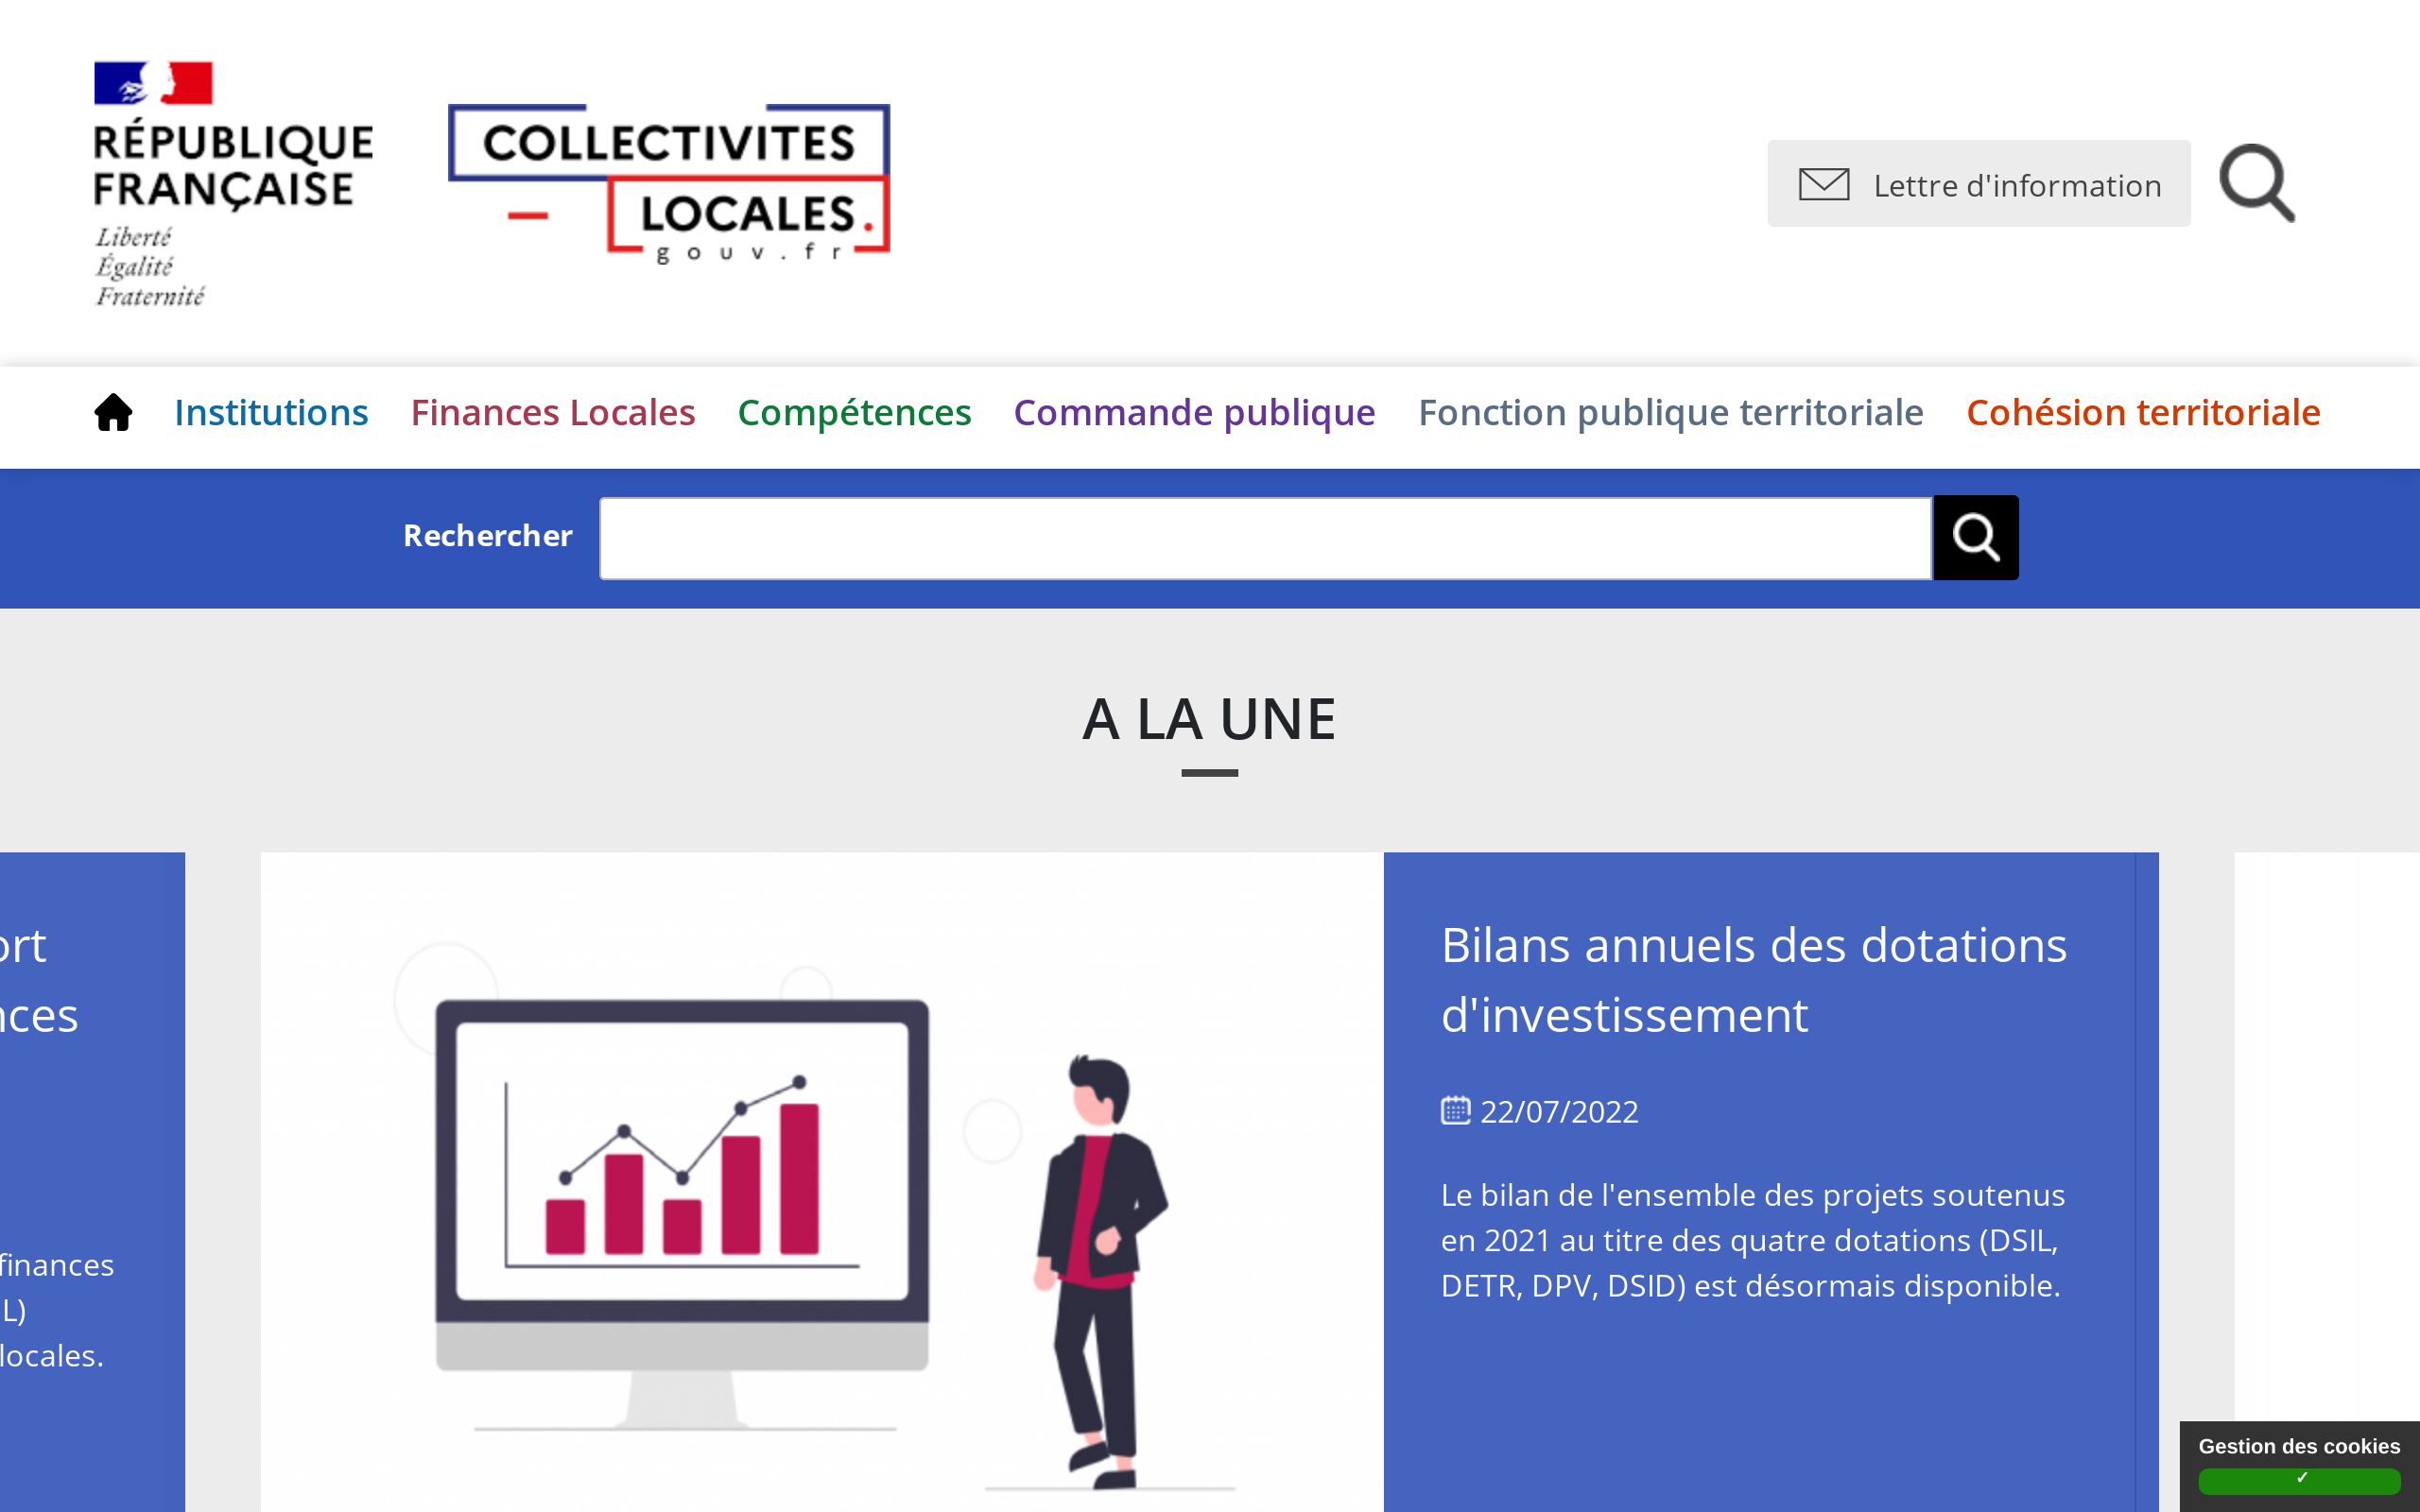 RÉPUBLIQUE
FRANÇAISE
Liberté
Égalité
Fraternité
COLLECTIVITES
LOCALES.
gouv.fr
Lettre d'information
Institutions Finances Locales Compétences Commande publique Fonction publique territoriale Cohésion territoriale
Rechercher
A LA UNE
finances
locales.
Bilans annuels des dotations
d'investissement
22/07/2022
Le bilan de l'ensemble des projets soutenus
en 2021 au titre des quatre dotations (DSIL,
DETR, DPV, DSID) est désormais disponible.
Gestion des cookies
✓